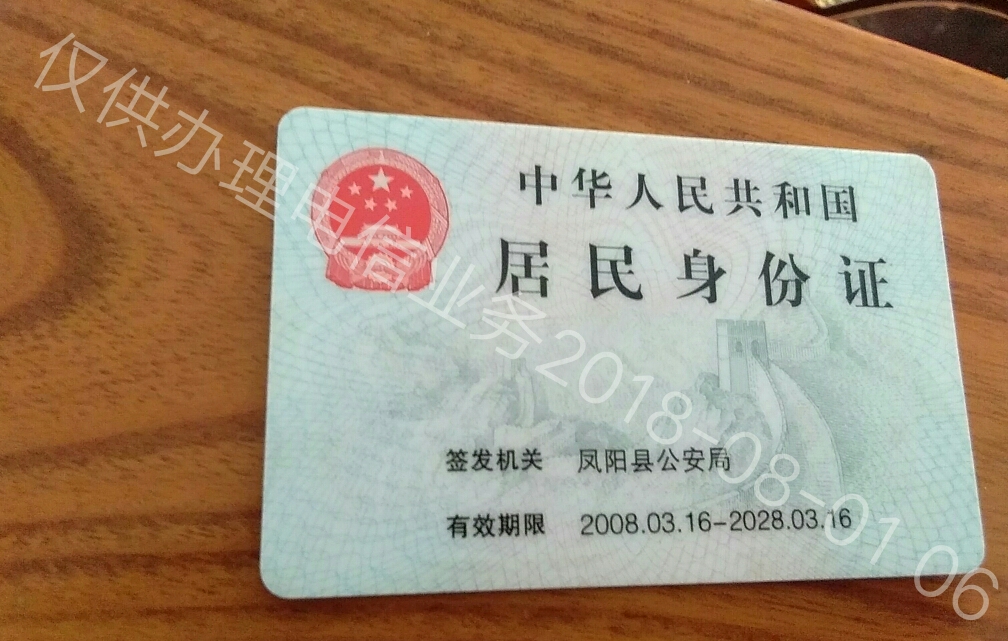 中华人民共和国
居民身份证
签发机关 凤阳县公安局
有效期限 2008.03.16-2028.03.16
仅供办理电信业务2018-08-01 06